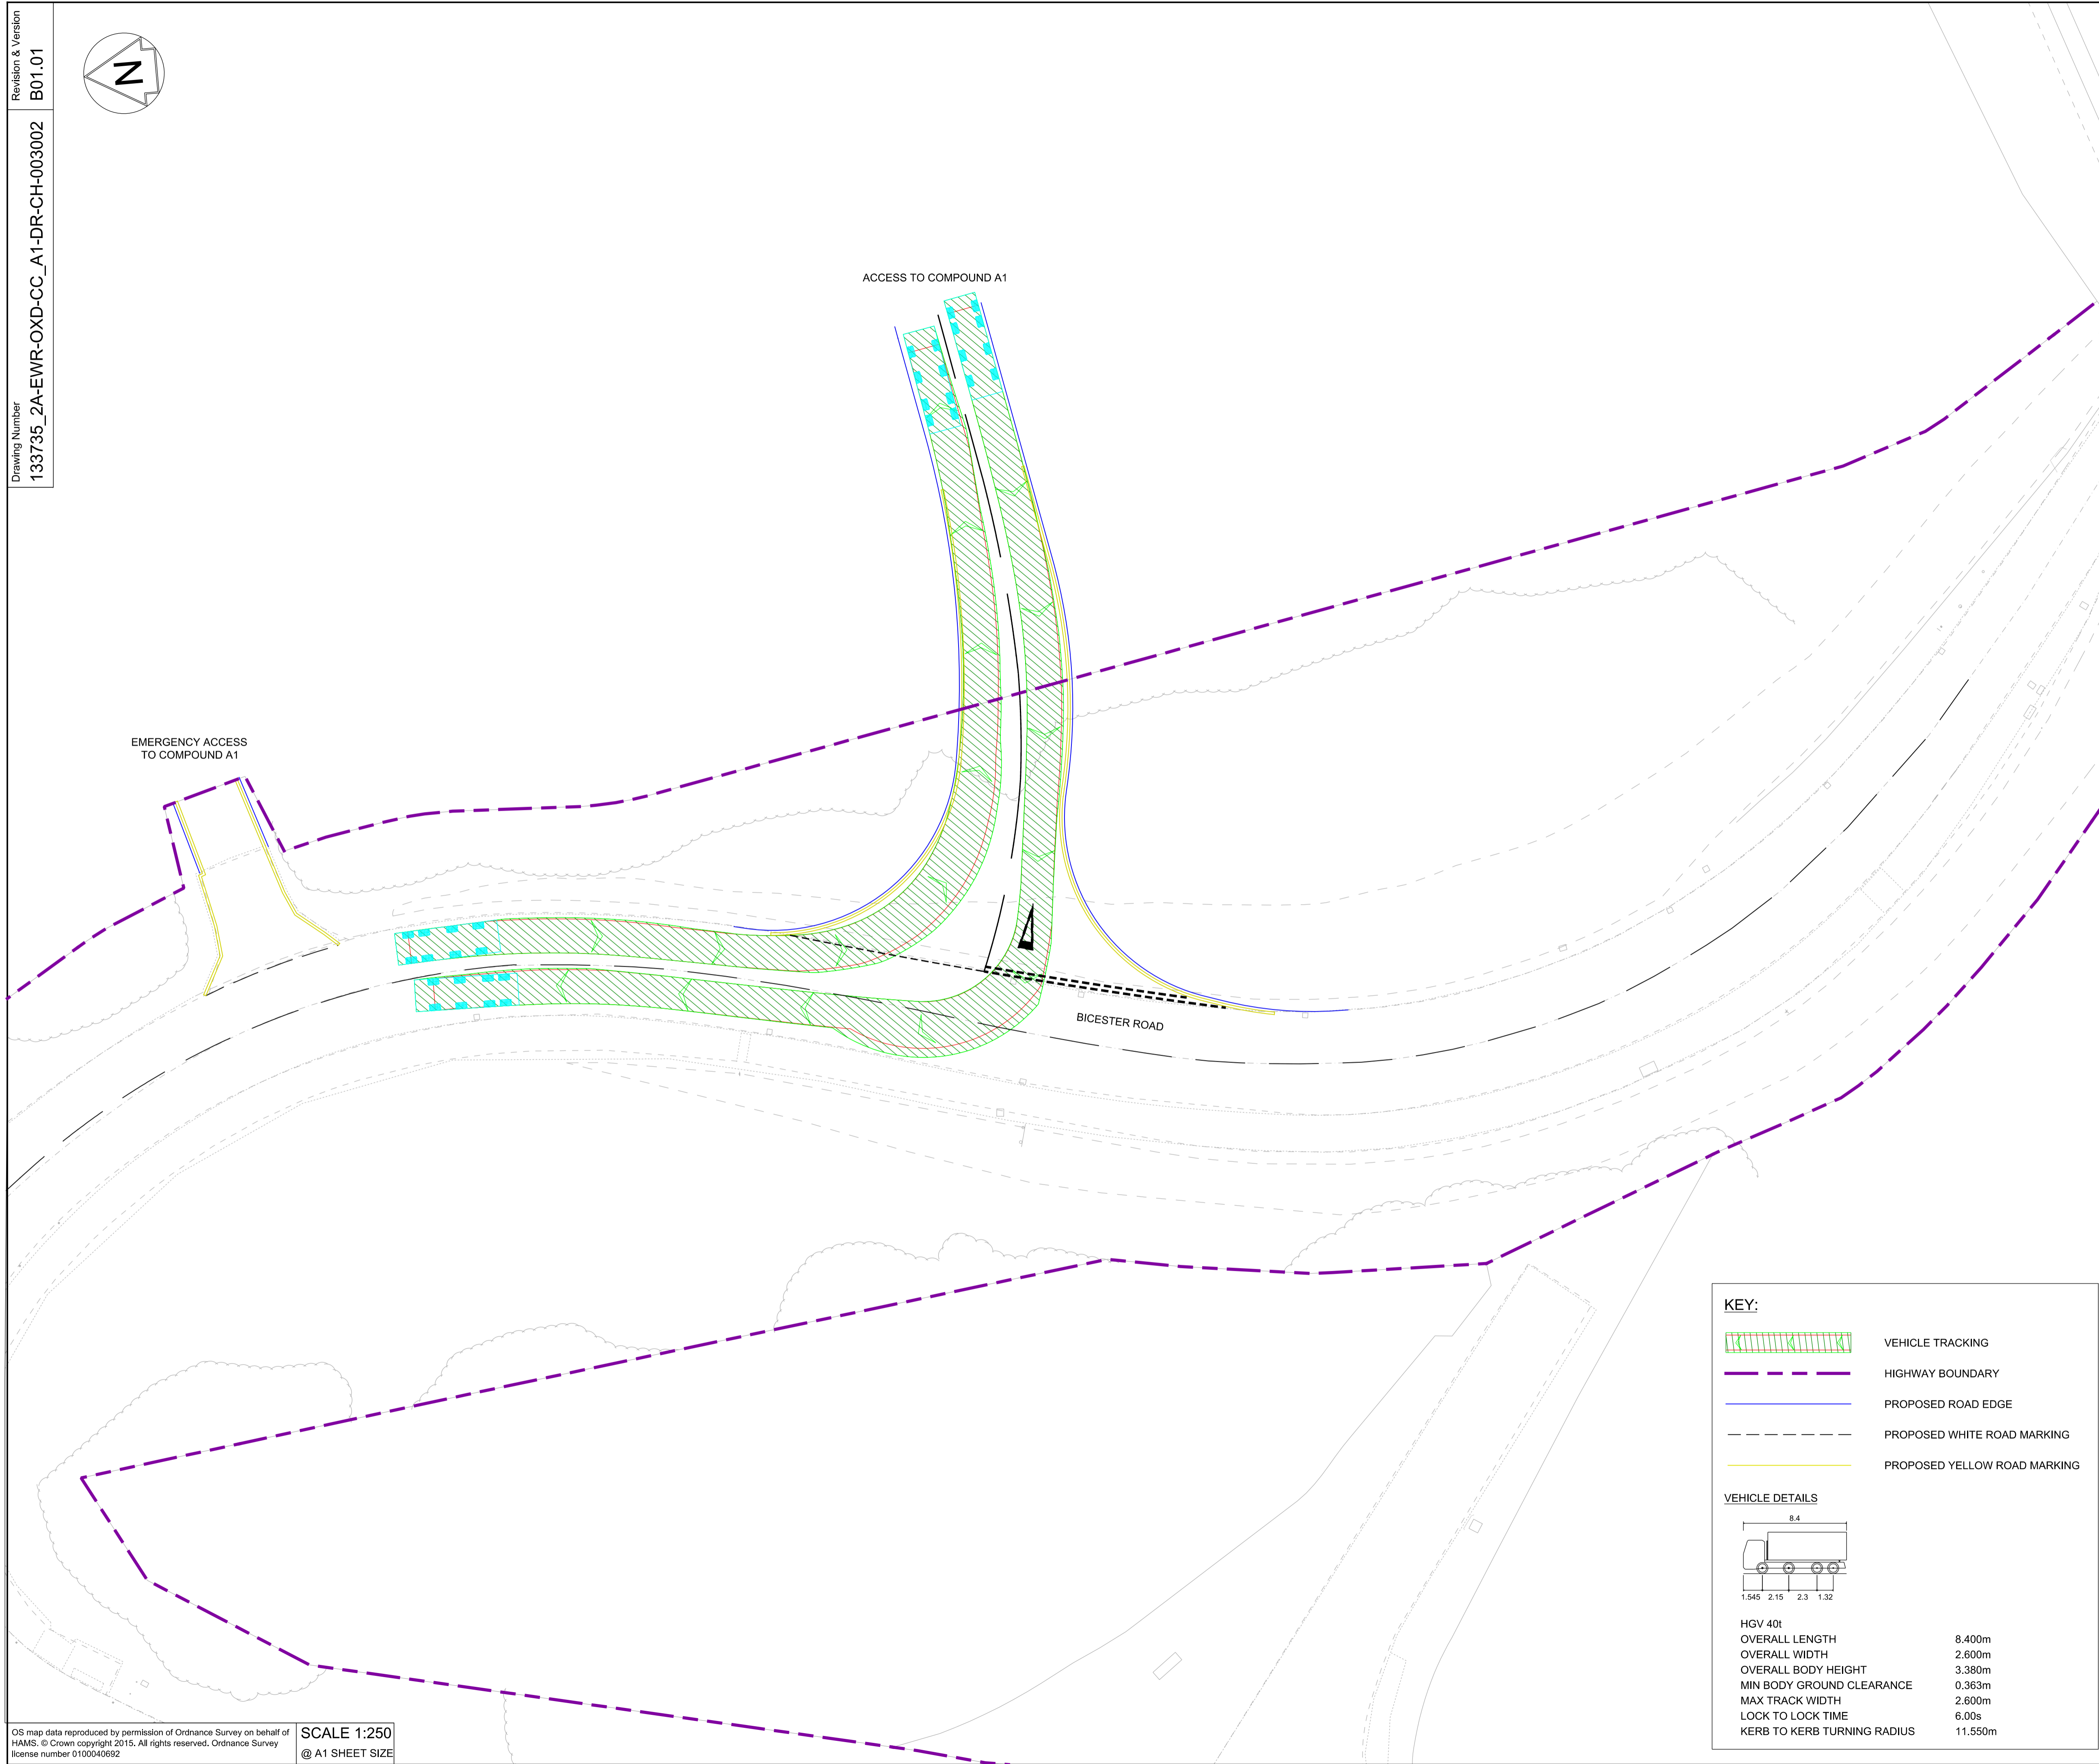 Revision & Version
B01.01
Drawing Number
133735_2A-EWR-OXD-CC_A1-DR-CH-003002
N
ACCESS TO COMPOUND A1
EMERGENCY ACCESS
TO COMPOUND A1
BICESTER ROAD
KEY:
VEHICLE TRACKING
HIGHWAY BOUNDARY
PROPOSED ROAD EDGE
PROPOSED WHITE ROAD MARKING
PROPOSED YELLOW ROAD MARKING
VEHICLE DETAILS
8.4
1.545 2.15 2.3 1.32
HGV 40t
OVERALL LENGTH 8.400m
OVERALL WIDTH 2.600m
OVERALL BODY HEIGHT 3.380m
MIN BODY GROUND CLEARANCE 0.363m
MAX TRACK WIDTH 2.600m
LOCK TO LOCK TIME 6.00s
KERB TO KERB TURNING RADIUS 11.550m
OS map data reproduced by permission of Ordnance Survey on behalf of
HAMS. © Crown copyright 2015. All rights reserved. Ordnance Survey
license number 0100040692
SCALE 1:250
@ A1 SHEET SIZE